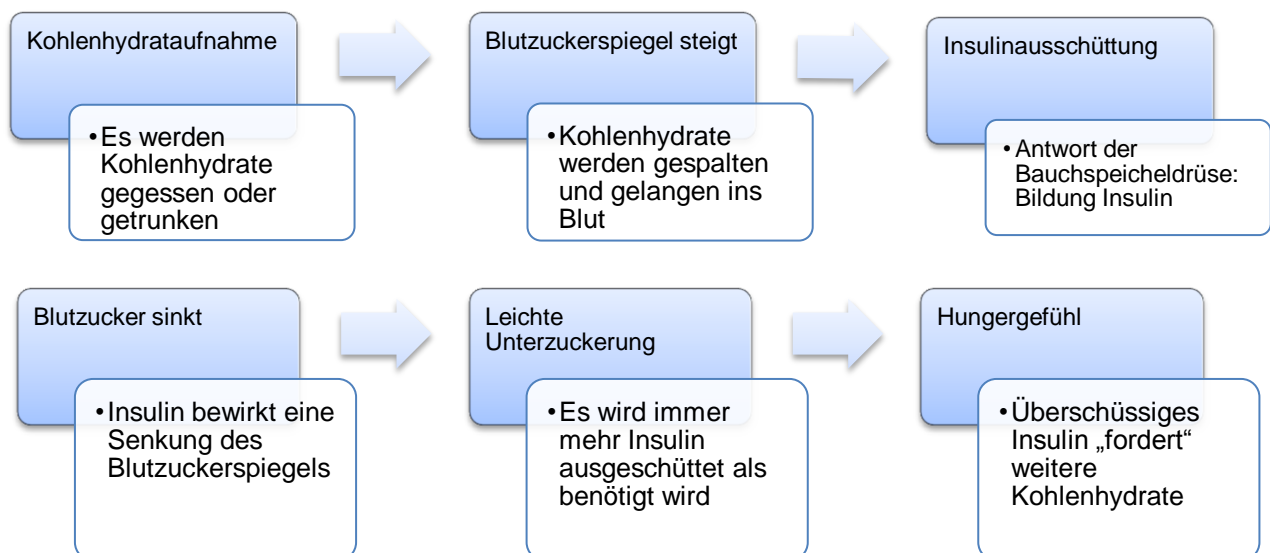 Kohlenhydrataufnahme
• Es werden
Kohlenhydrate
gegessen oder
getrunken
Blutzuckerspiegel steigt
• Kohlenhydrate
werden gespalten
und gelangen ins
Blut
Insulinausschüttung
• Antwort der
Bauchspeicheldrüse:
Bildung Insulin
Blutzucker sinkt
• Insulin bewirkt eine
Senkung des
Blutzuckerspiegels
Leichte
Unterzuckerung
• Es wird immer
mehr Insulin
ausgeschüttet als
benötigt wird
Hungergefühl
• Überschüssiges
Insulin „fordert“
weitere
Kohlenhydrate